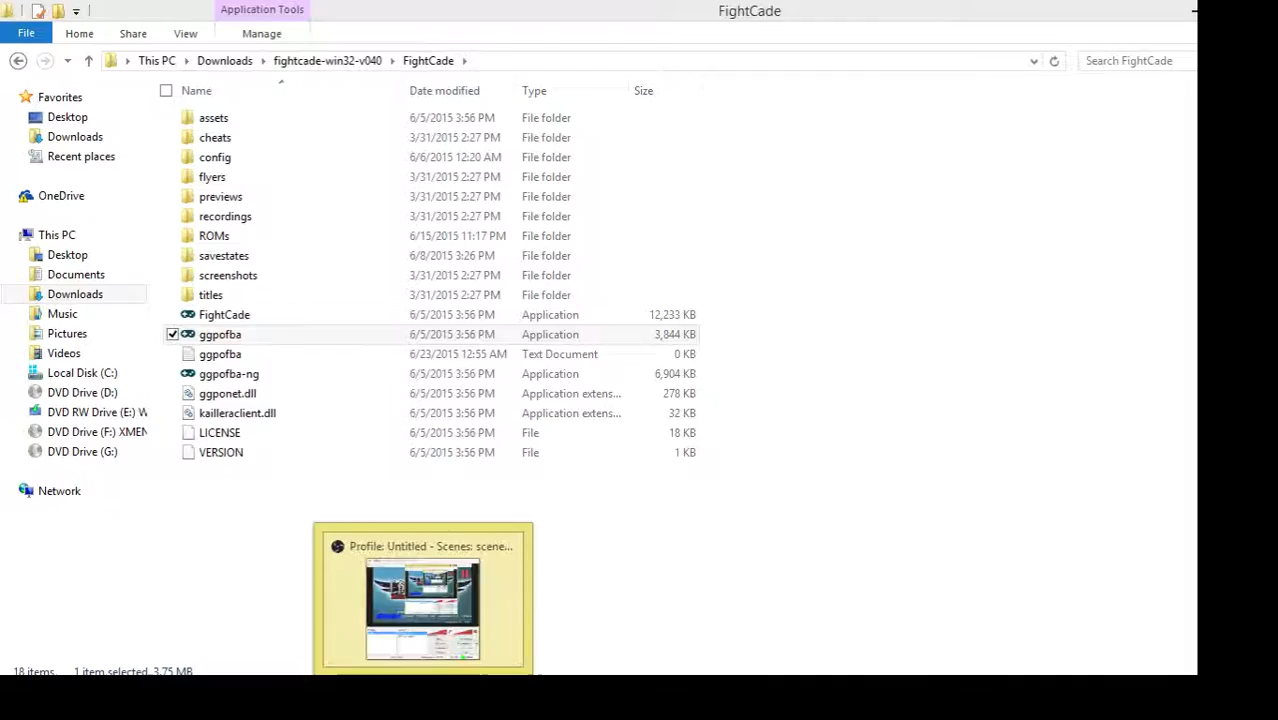 Application Tools
FightCade
File Home Share View Manage
This PC Downloads fightcade-win32-v040 FightCade
Search FightCade
Name Date modified Type Size
Favorites
Desktop
Downloads
Recent places
OneDrive
This PC
Desktop
Documents
Downloads
Music
Pictures
Videos
Local Disk (C:)
DVD Drive (D:)
DVD RW Drive (E:) W
DVD Drive (F:) XMEN
DVD Drive (G:)
Network
assets 6/5/2015 3:56 PM File folder
cheats 3/31/2015 2:27 PM File folder
config 6/6/2015 12:20 AM File folder
flyers 3/31/2015 2:27 PM File folder
previews 3/31/2015 2:27 PM File folder
recordings 3/31/2015 2:27 PM File folder
ROMs 6/15/2015 11:17 PM File folder
savestates 6/8/2015 3:26 PM File folder
screenshots 3/31/2015 2:27 PM File folder
titles 3/31/2015 2:27 PM File folder
FightCade 6/5/2015 3:56 PM Application 12,233 KB
ggpofba 6/5/2015 3:56 PM Application 3,844 KB
ggpofba 6/23/2015 12:55 AM Text Document 0 KB
ggpofba-ng 6/5/2015 3:56 PM Application 6,904 KB
ggponet.dll 6/5/2015 3:56 PM Application extens... 278 KB
kailleraclient.dll 6/5/2015 3:56 PM Application extens... 32 KB
LICENSE 6/5/2015 3:56 PM File 18 KB
VERSION 6/5/2015 3:56 PM File 1 KB
Profile: Untitled - Scenes: scene...
18 items 1 item selected 3.75 MB